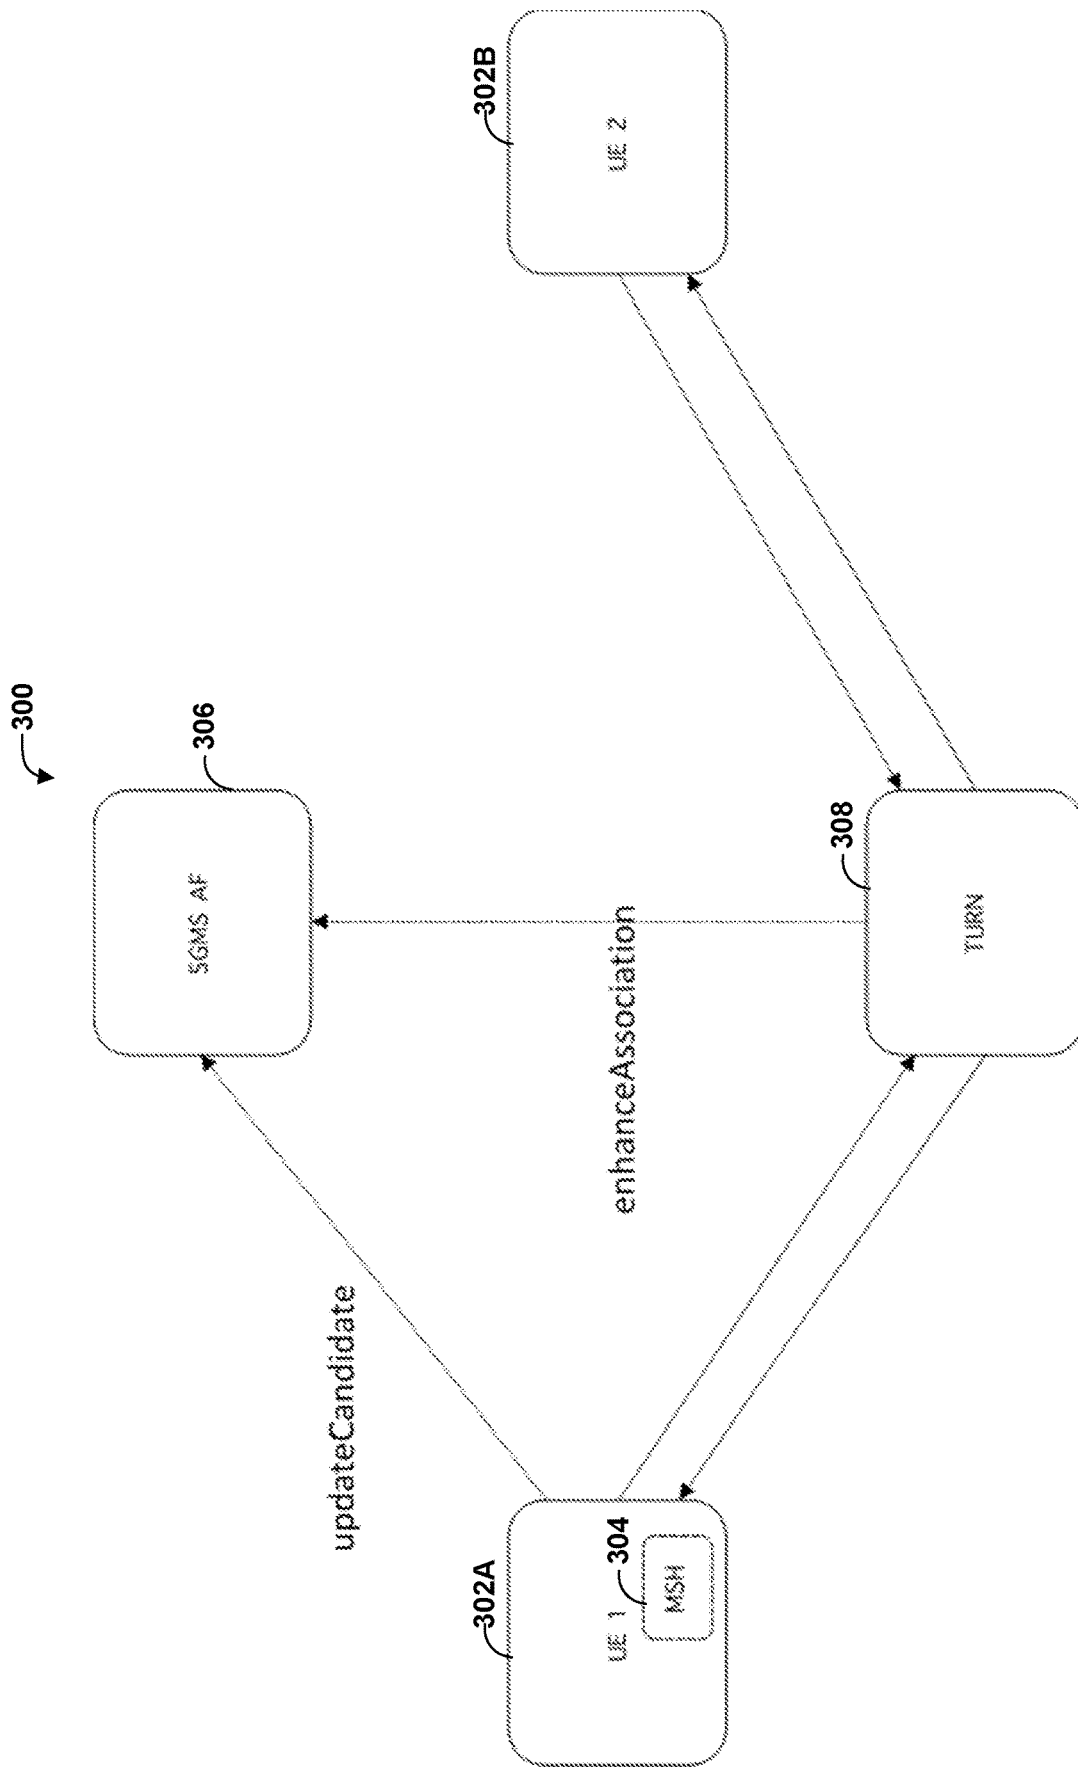 300
5GMS AF
306
updateCandidate
enhanceAssociation
302A
UE 1
304
MSH
302B
UE 2
308
TURN